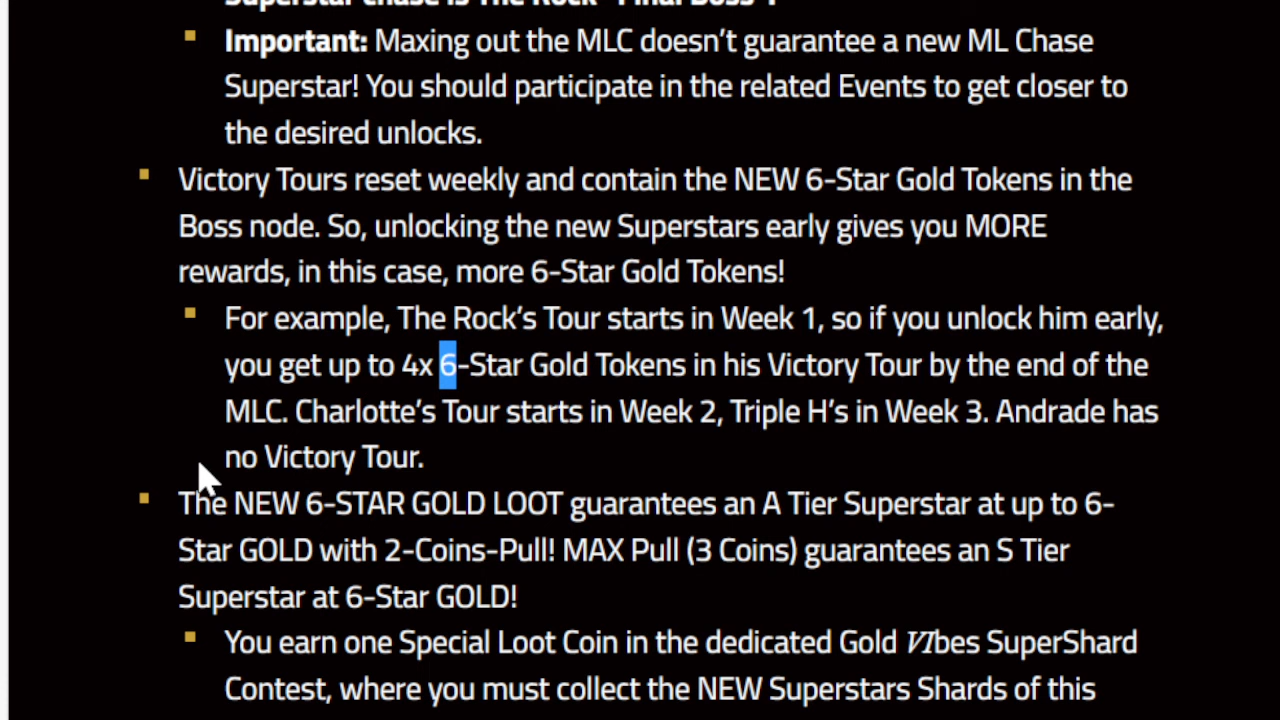 Superstar chase is The Rock "Final Boss".
Important: Maxing out the MLC doesn't guarantee a new ML Chase
Superstar! You should participate in the related Events to get closer to
the desired unlocks.
Victory Tours reset weekly and contain the NEW 6-Star Gold Tokens in the
Boss node. So, unlocking the new Superstars early gives you MORE
rewards, in this case, more 6-Star Gold Tokens!
For example, The Rock's Tour starts in Week 1, so if you unlock him early,
you get up to 4x 6-Star Gold Tokens in his Victory Tour by the end of the
MLC. Charlotte's Tour starts in Week 2, Triple H's in Week 3. Andrade has
no Victory Tour.
The NEW 6-STAR GOLD LOOT guarantees an A Tier Superstar at up to 6-
Star GOLD with 2-Coins-Pull! MAX Pull (3 Coins) guarantees an S Tier
Superstar at 6-Star GOLD!
You earn one Special Loot Coin in the dedicated Gold VIbes SuperShard
Contest, where you must collect the NEW Superstars Shards of this